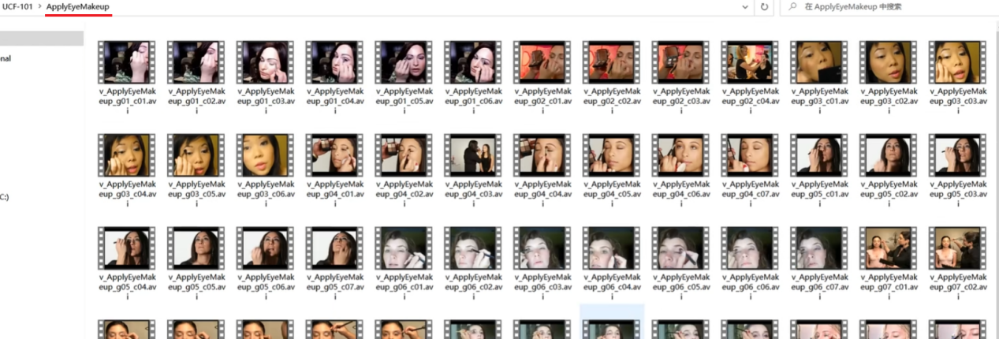 UCF-101 > ApplyEyeMakeup
在 ApplyEyeMakeup 中搜索
nal
v_ApplyEyeMakeup_g01_c01.avi
v_ApplyEyeMakeup_g01_c02.avi
v_ApplyEyeMakeup_g01_c03.avi
v_ApplyEyeMakeup_g01_c04.avi
v_ApplyEyeMakeup_g01_c05.avi
v_ApplyEyeMakeup_g01_c06.avi
v_ApplyEyeMakeup_g02_c01.avi
v_ApplyEyeMakeup_g02_c02.avi
v_ApplyEyeMakeup_g02_c03.avi
v_ApplyEyeMakeup_g02_c04.avi
v_ApplyEyeMakeup_g03_c01.avi
v_ApplyEyeMakeup_g03_c02.avi
v_ApplyEyeMakeup_g03_c03.avi
v_ApplyEyeMakeup_g03_c04.avi
v_ApplyEyeMakeup_g03_c05.avi
v_ApplyEyeMakeup_g03_c06.avi
v_ApplyEyeMakeup_g04_c01.avi
v_ApplyEyeMakeup_g04_c02.avi
v_ApplyEyeMakeup_g04_c03.avi
v_ApplyEyeMakeup_g04_c04.avi
v_ApplyEyeMakeup_g04_c05.avi
v_ApplyEyeMakeup_g04_c06.avi
v_ApplyEyeMakeup_g04_c07.avi
v_ApplyEyeMakeup_g05_c01.avi
v_ApplyEyeMakeup_g05_c02.avi
v_ApplyEyeMakeup_g05_c03.avi
C:)
v_ApplyEyeMakeup_g05_c04.avi
v_ApplyEyeMakeup_g05_c05.avi
v_ApplyEyeMakeup_g05_c06.avi
v_ApplyEyeMakeup_g05_c07.avi
v_ApplyEyeMakeup_g06_c01.avi
v_ApplyEyeMakeup_g06_c02.avi
v_ApplyEyeMakeup_g06_c03.avi
v_ApplyEyeMakeup_g06_c04.avi
v_ApplyEyeMakeup_g06_c05.avi
v_ApplyEyeMakeup_g06_c06.avi
v_ApplyEyeMakeup_g06_c07.avi
v_ApplyEyeMakeup_g07_c01.avi
v_ApplyEyeMakeup_g07_c02.avi